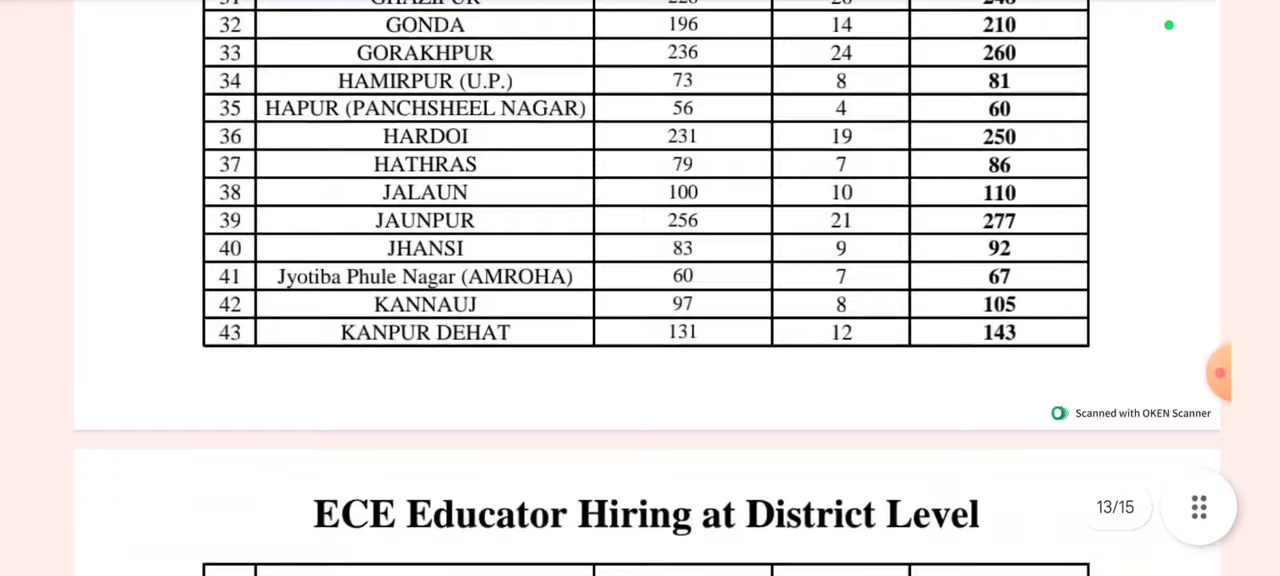 32 GONDA 196 14 210
33 GORAKHPUR 236 24 260
34 HAMIRPUR (U.P.) 73 8 81
35 HAPUR (PANCHSHEEL NAGAR) 56 4 60
36 HARDOI 231 19 250
37 HATHRAS 79 7 86
38 JALAUN 100 10 110
39 JAUNPUR 256 21 277
40 JHANSI 83 9 92
41 Jyotiba Phule Nagar (AMROHA) 60 7 67
42 KANNAUJ 97 8 105
43 KANPUR DEHAT 131 12 143
Scanned with OKEN Scanner
ECE Educator Hiring at District Level
13/15